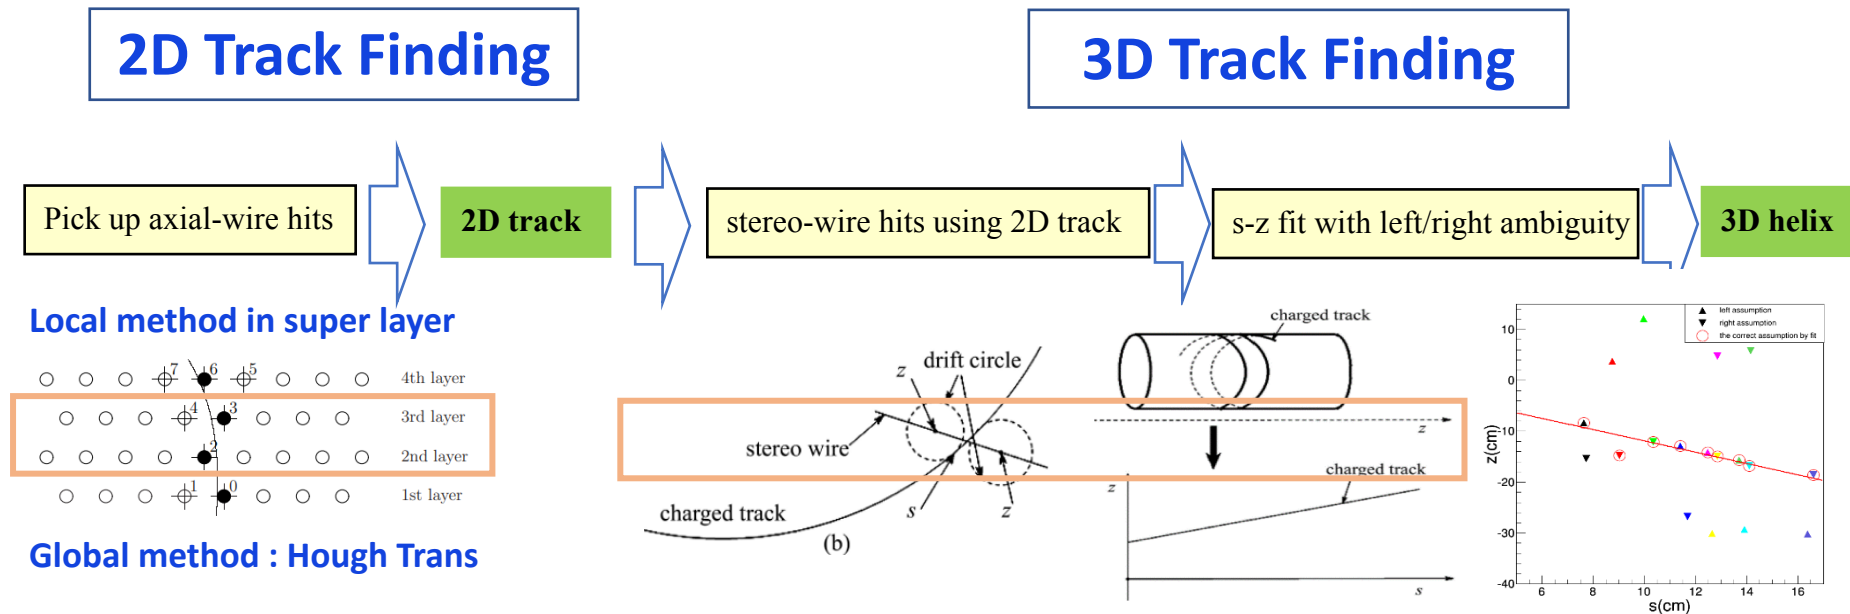 2D Track Finding
3D Track Finding
Pick up axial-wire hits
2D track
stereo-wire hits using 2D track
s-z fit with left/right ambiguity
3D helix
Local method in super layer
7 6 5
4th layer
4 3
3rd layer
2
2nd layer
1 0
1st layer
Global method : Hough Trans
drift circle
z
stereo wire
charged track
s
z
(b)
charged track
z
charged track
z
s
left assumption
right assumption
the correct assumption by fit
z(cm)
10
0
-10
-20
-30
-40
6 8 10 12 14 16
s(cm)